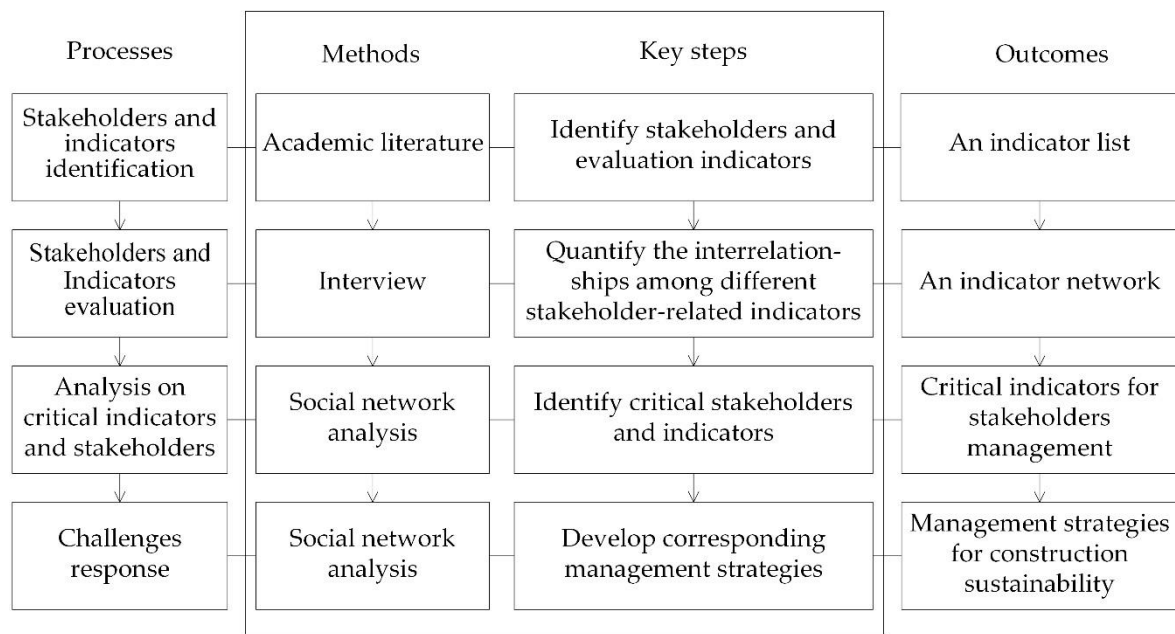 Processes
Methods
Key steps
Outcomes
Stakeholders and
indicators
identification
Academic literature
Identify stakeholders and
evaluation indicators
An indicator list
Stakeholders and
Indicators
evaluation
Interview
Quantify the interrelation-
ships among different
stakeholder-related indicators
An indicator network
Analysis on
critical indicators
and stakeholders
Social network
analysis
Identify critical stakeholders
and indicators
Critical indicators for
stakeholders
management
Challenges
response
Social network
analysis
Develop corresponding
management strategies
Management strategies
for construction
sustainability